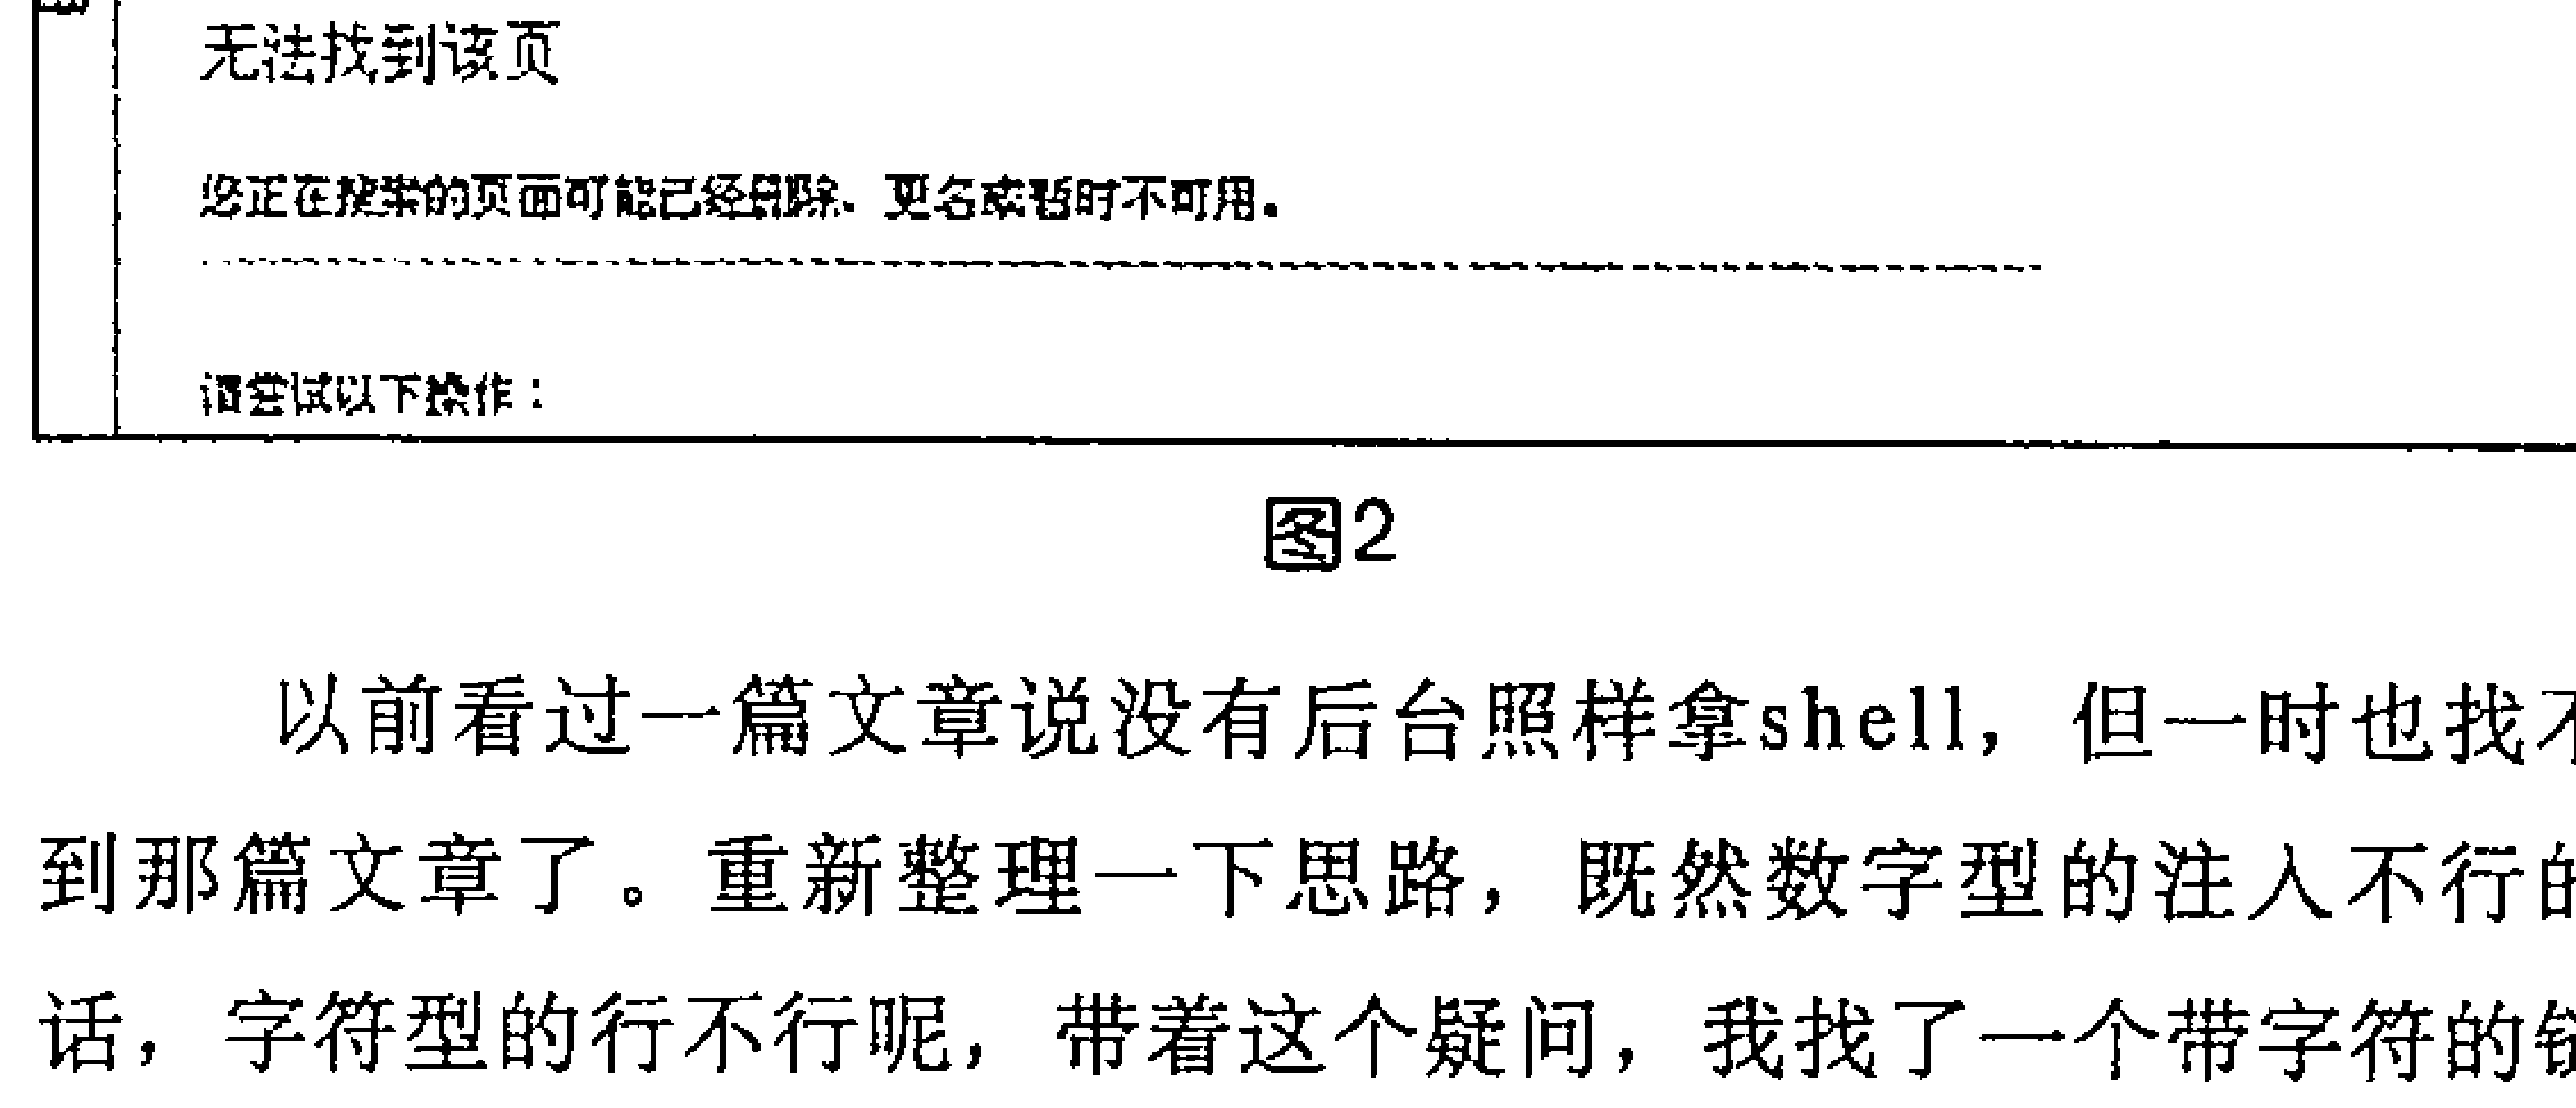 无法找到该页
您正在搜索的页面可能已经删除、更名或暂时不可用。
请尝试以下操作：
图2
以前看过一篇文章说没有后台照样拿shell，但一时也找不
到那篇文章了。重新整理一下思路，既然数字型的注入不行的
话，字符型的行不行呢，带着这个疑问，我找了一个带字符的